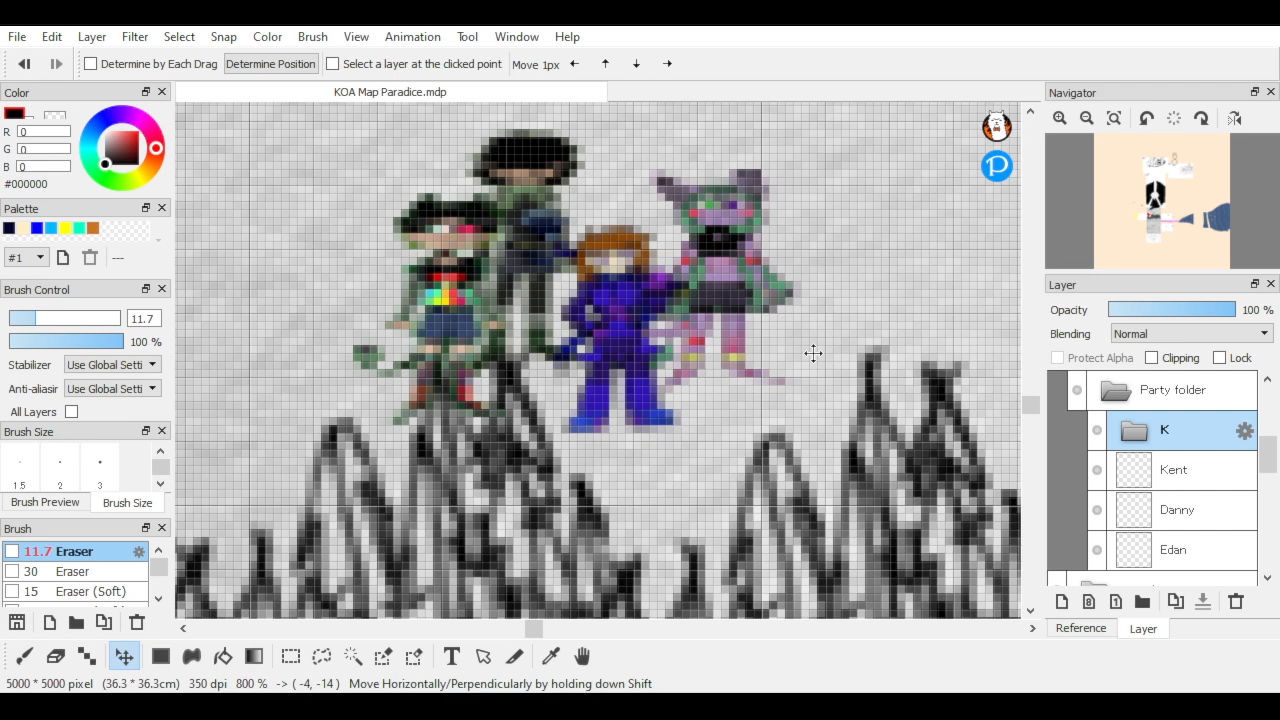 File Edit Layer Filter Select Snap Color Brush View Animation Tool Window Help
Determine by Each Drag Determine Position Select a layer at the clicked point Move 1px
Color
KOA Map Paradice.mdp
Navigator
R 0
G 0
B 0
#000000
Palette
#1 ---
Brush Control
11.7
100 %
Stabilizer Use Global Setti
Anti-aliasir Use Global Setti
All Layers
Brush Size
1.5 2 3
Brush Preview Brush Size
Brush
11.7 Eraser
30 Eraser
15 Eraser (Soft)
P
Layer
Opacity 100 %
Blending Normal
Protect Alpha Clipping Lock
Party folder
K
Kent
Danny
Edan
8 1
Reference Layer
T
5000 * 5000 pixel (36.3 * 36.3cm) 350 dpi 800 % -> ( -4, -14 ) Move Horizontally/Perpendicularly by holding down Shift